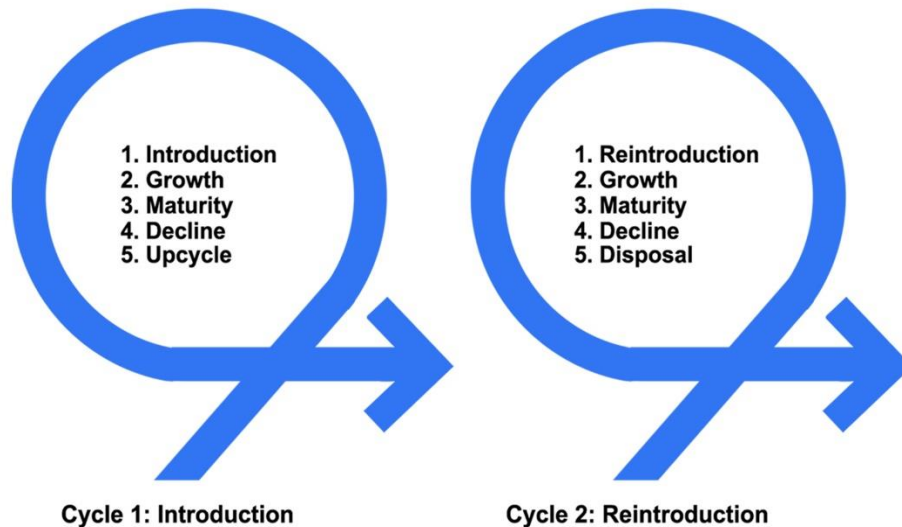 1. Introduction
2. Growth
3. Maturity
4. Decline
5. Upcycle
Cycle 1: Introduction
1. Reintroduction
2. Growth
3. Maturity
4. Decline
5. Disposal
Cycle 2: Reintroduction